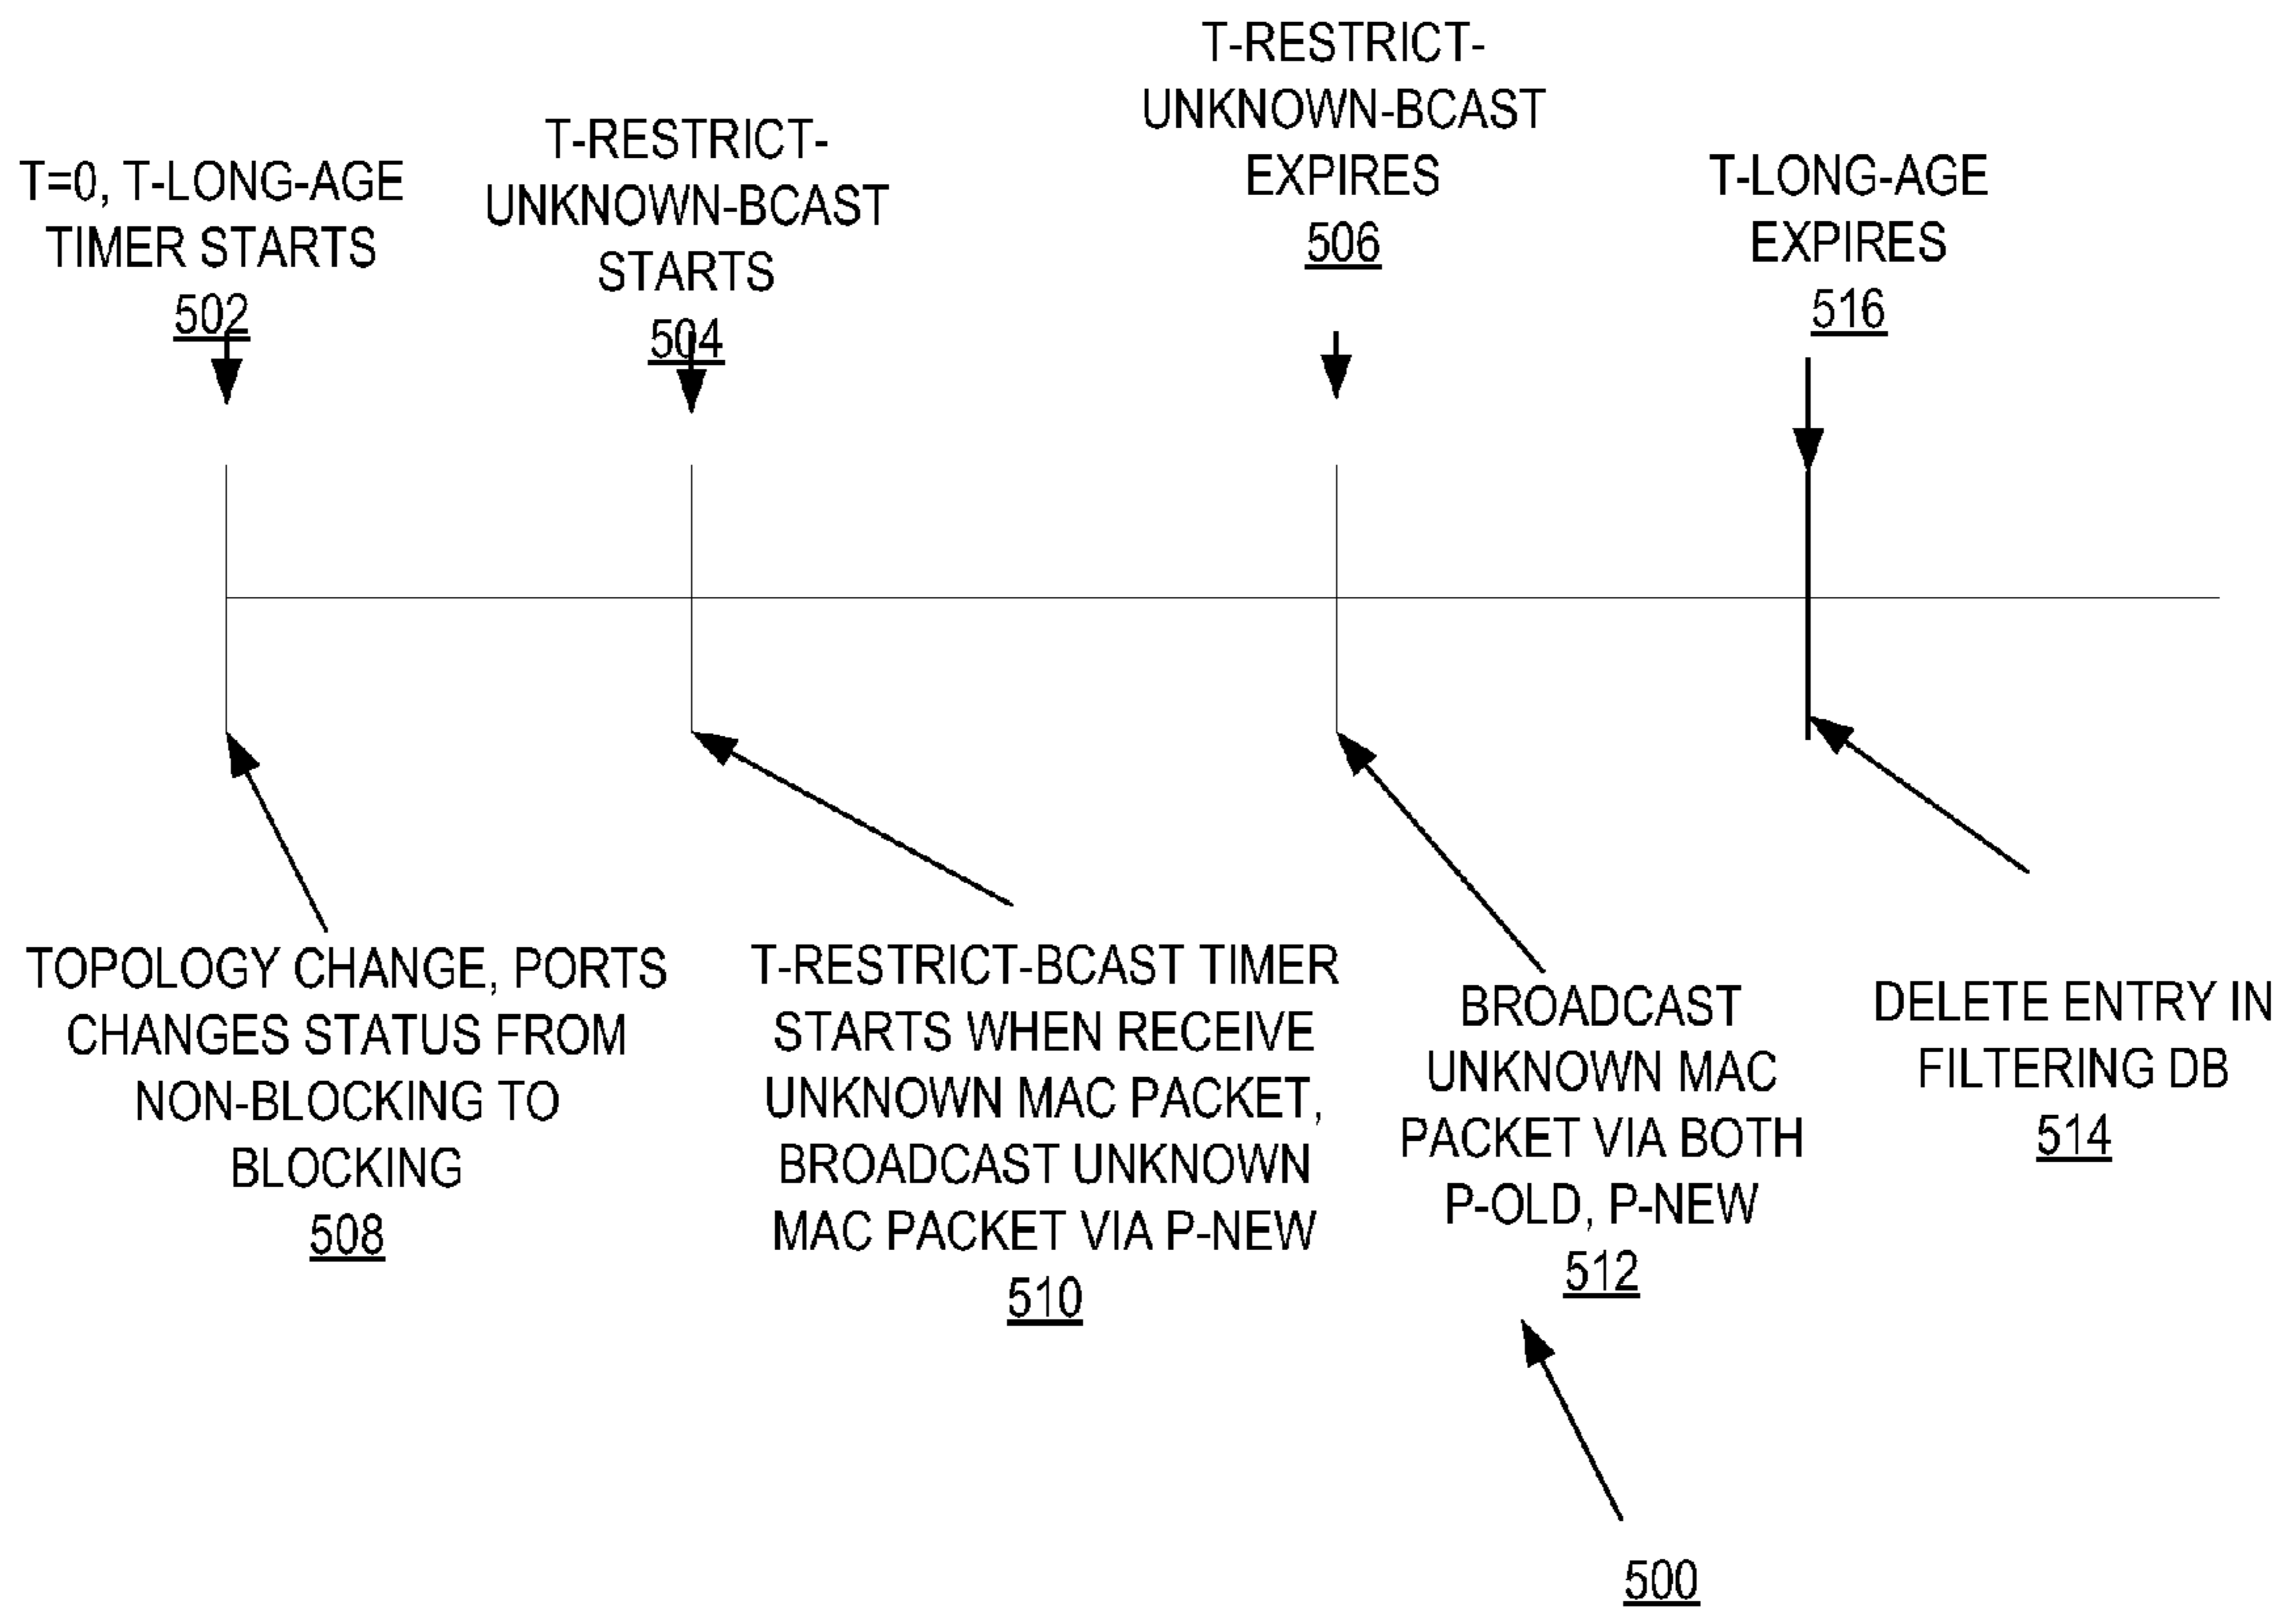 T=0, T-LONG-AGE
TIMER STARTS
502
T-RESTRICT-
UNKNOWN-BCAST
STARTS
504
T-RESTRICT-
UNKNOWN-BCAST
EXPIRES
506
T-LONG-AGE
EXPIRES
516
TOPOLOGY CHANGE, PORTS
CHANGES STATUS FROM
NON-BLOCKING TO
BLOCKING
508
T-RESTRICT-BCAST TIMER
STARTS WHEN RECEIVE
UNKNOWN MAC PACKET,
BROADCAST UNKNOWN
MAC PACKET VIA P-NEW
510
BROADCAST
UNKNOWN MAC
PACKET VIA BOTH
P-OLD, P-NEW
512
DELETE ENTRY IN
FILTERING DB
514
500